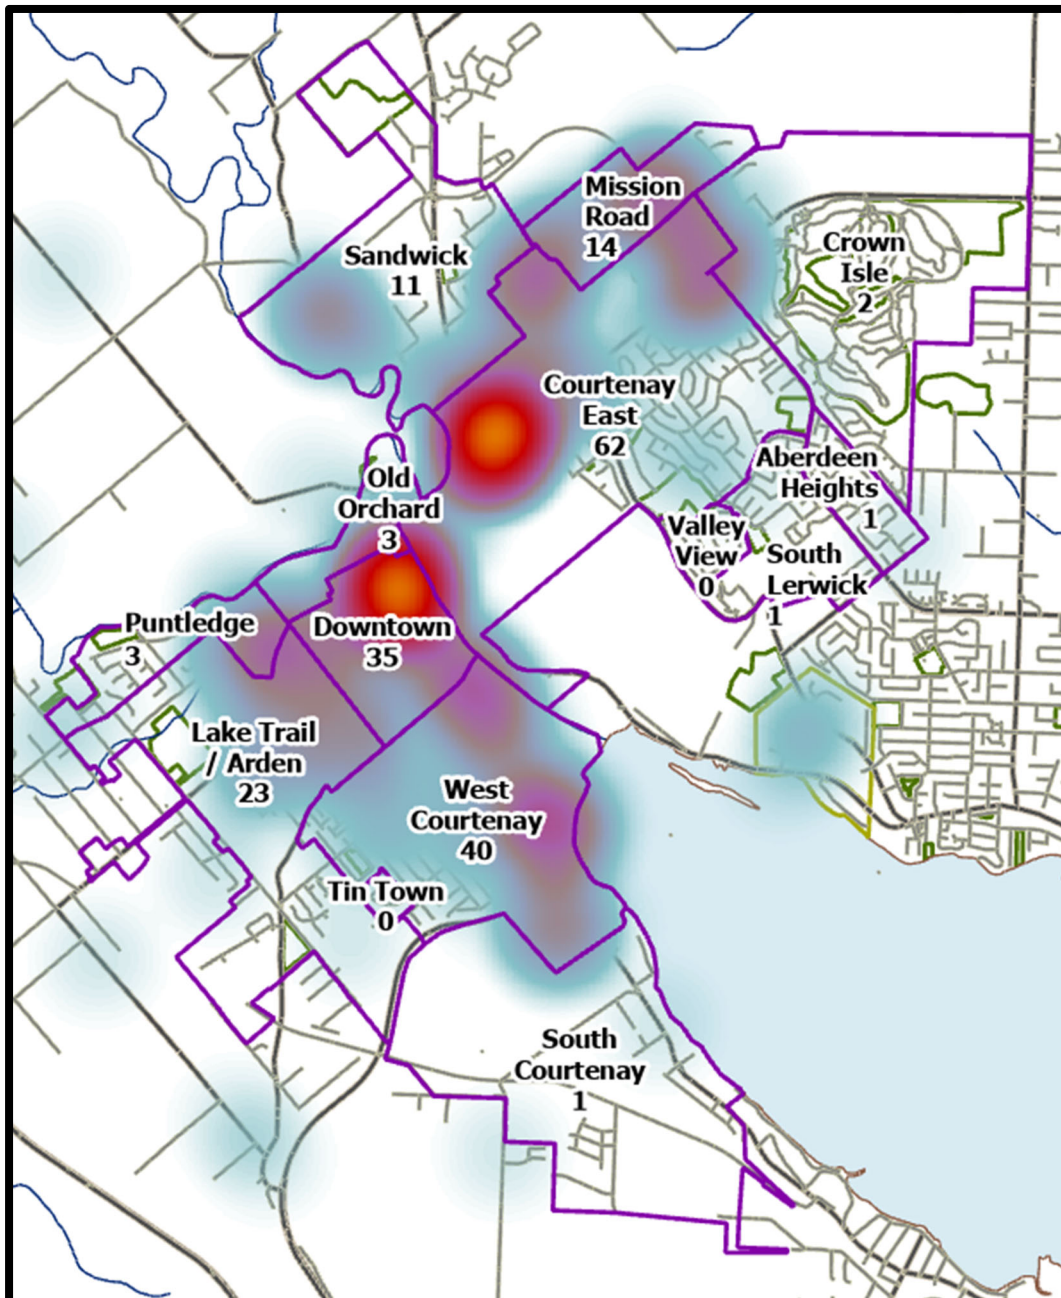 Mission
Road
14
Sandwick
11
Crown
Isle
2
Courtenay
East
62
Aberdeen
Heights
1
Old
Orchard
3
Valley
View
0
South
Lerwick
1
Puntledge
3
Downtown
35
Lake Trail
/ Arden
23
West
Courtenay
40
Tin Town
0
South
Courtenay
1